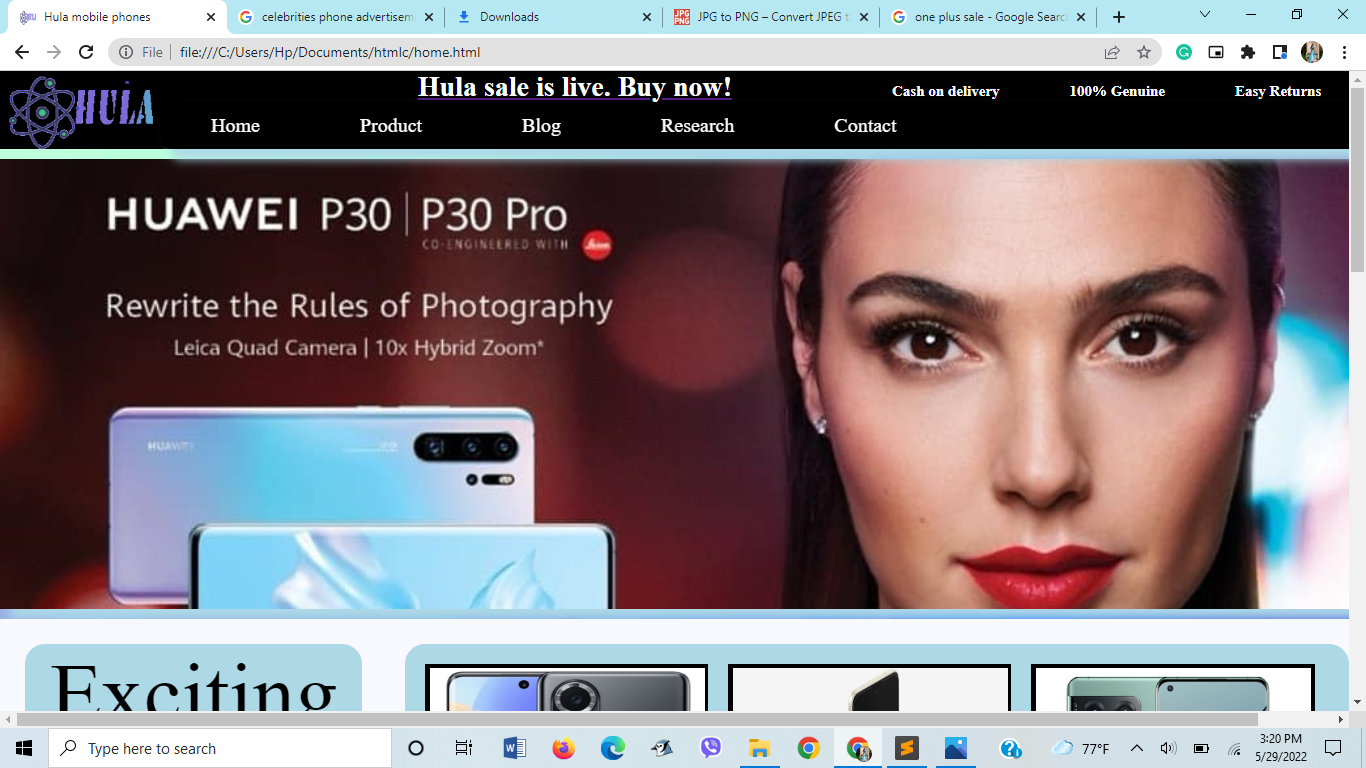 Hula mobile phones
celebrities phone advertisem
Downloads
JPG to PNG – Convert JPEG t
one plus sale - Google Searc
File
file:///C:/Users/Hp/Documents/htmlc/home.html
HULA
Hula sale is live. Buy now!
Cash on delivery
100% Genuine
Easy Returns
Home
Product
Blog
Research
Contact
HUAWEI P30 | P30 Pro
CO-ENGINEERED WITH
Leica
Rewrite the Rules of Photography
Leica Quad Camera | 10x Hybrid Zoom*
HUAWEI
Exciting
Type here to search
77°F
3:20 PM
5/29/2022